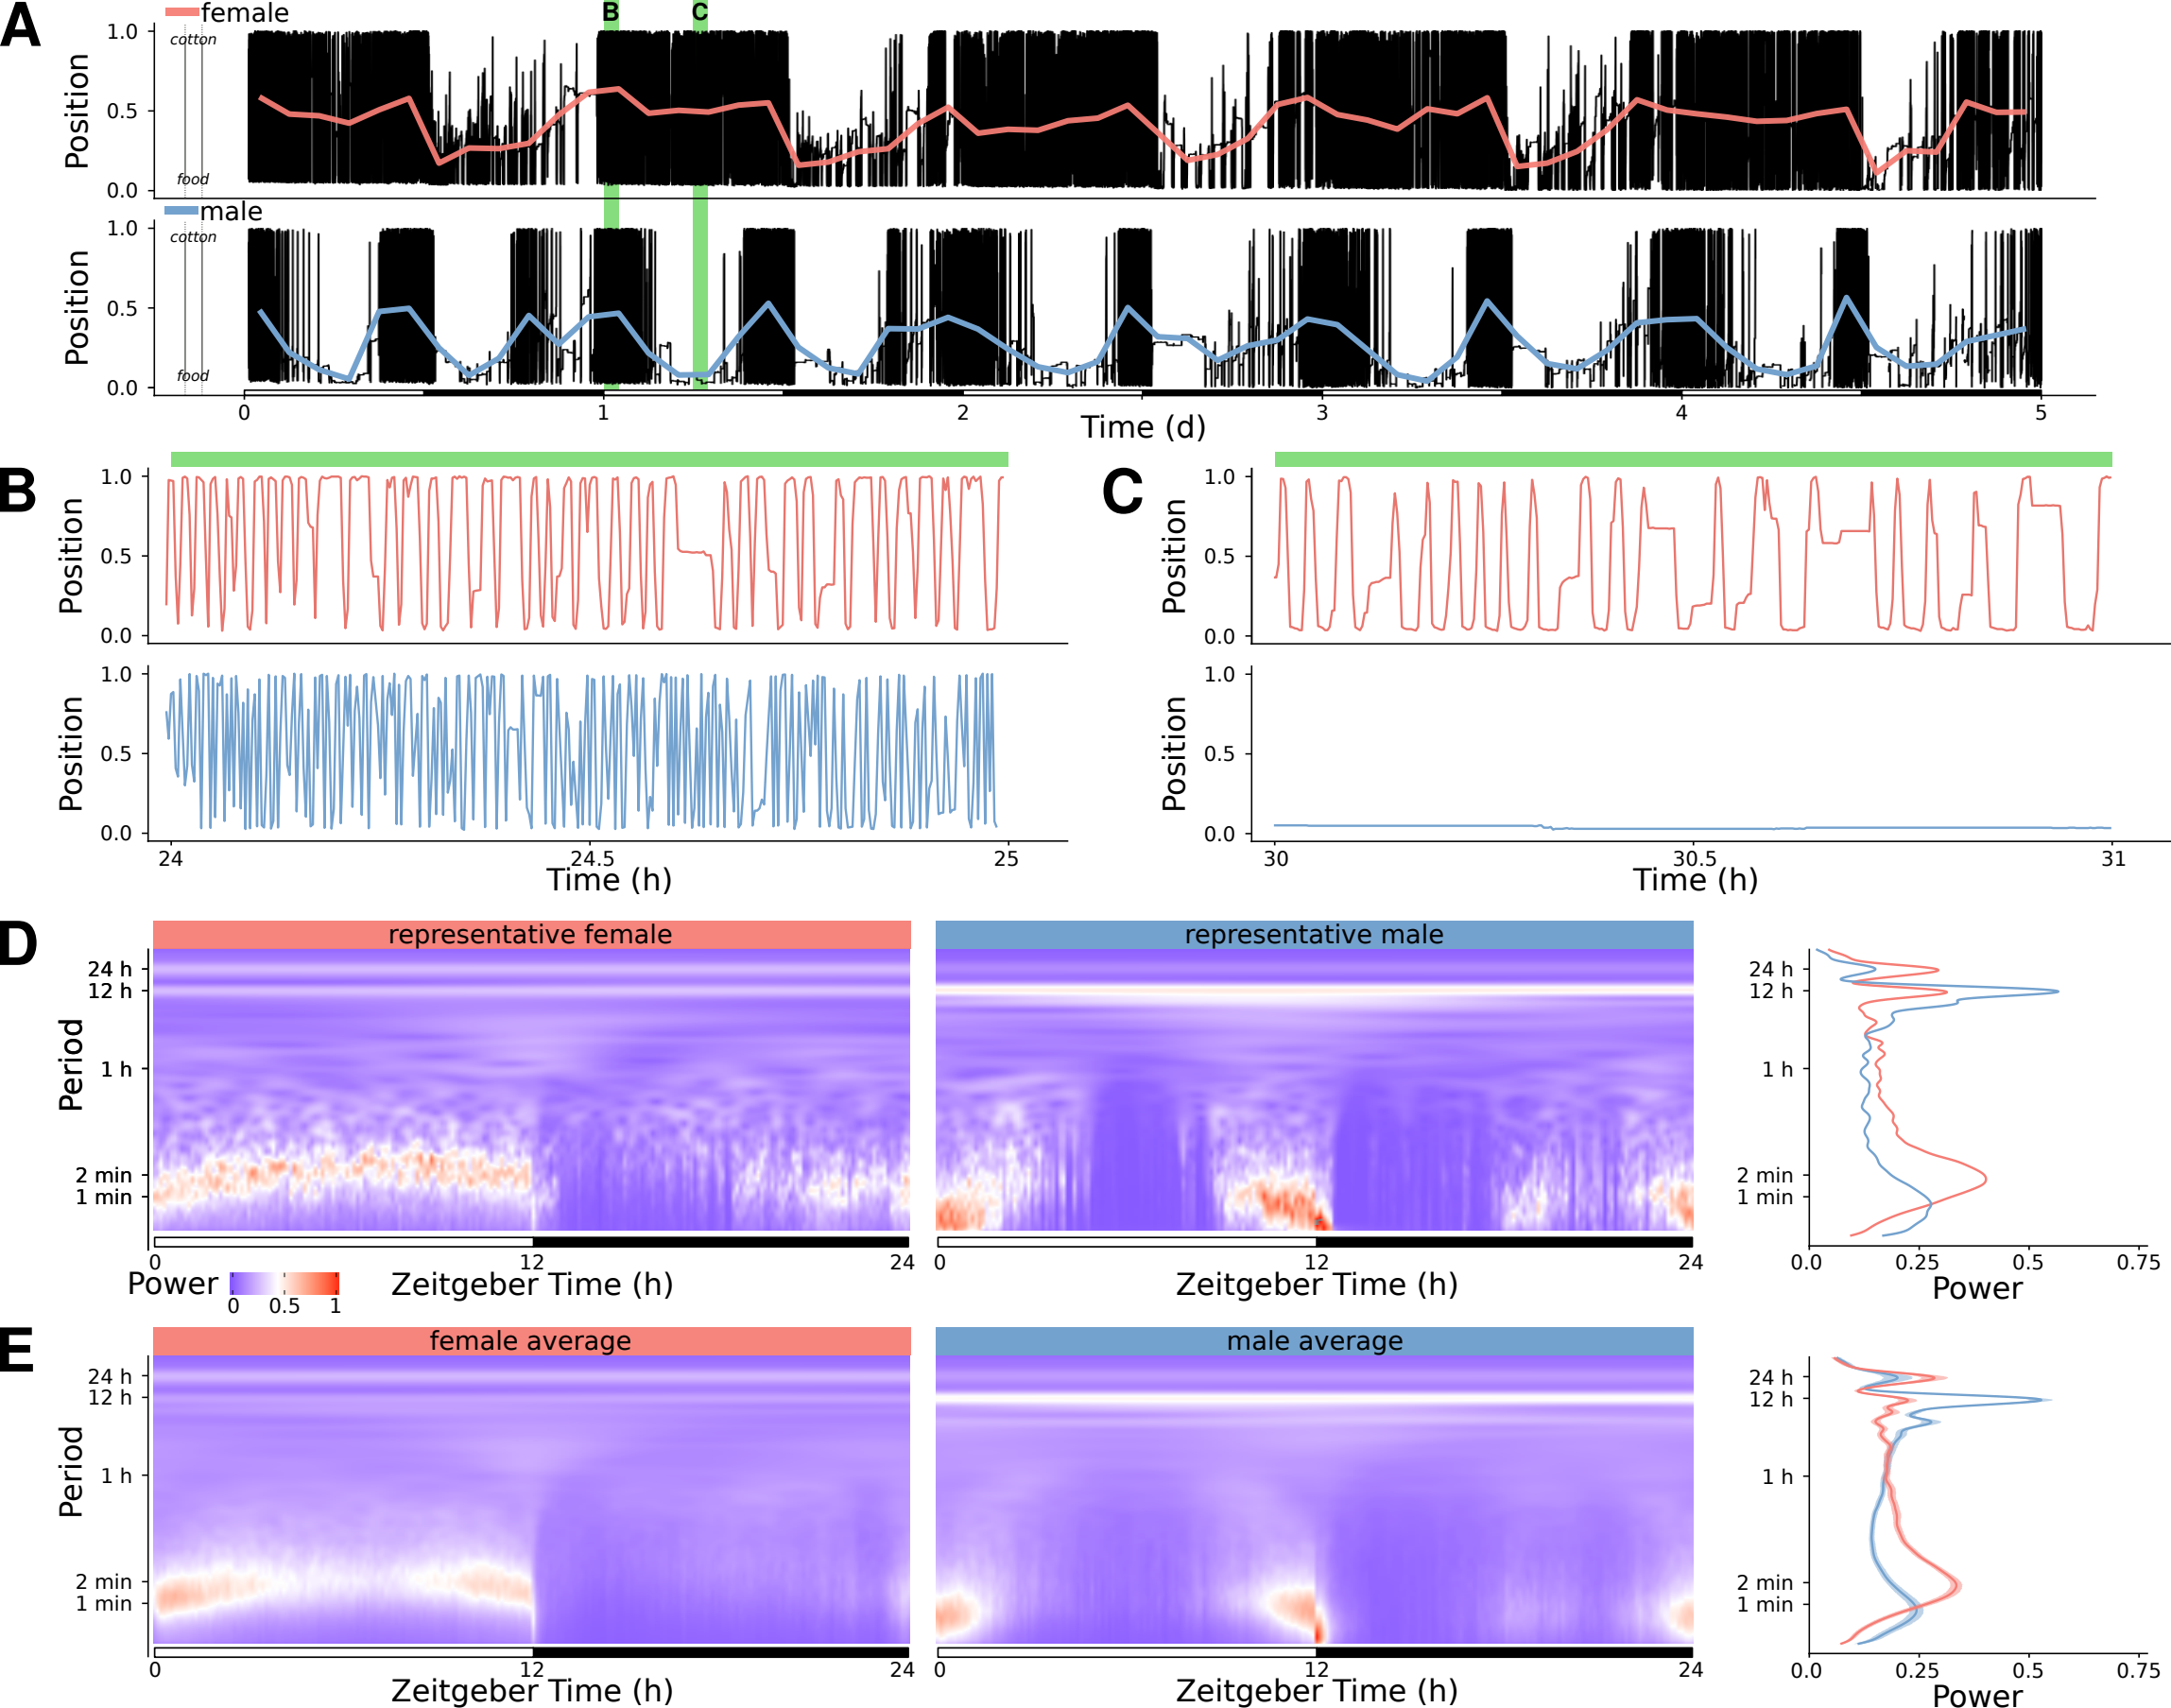 A
female
B
C
1.0
cotton
0.5
food
0.0
Position
male
1.0
cotton
0.5
food
0.0
Position
0 1 2 3 4 5
Time (d)
B
1.0
0.5
0.0
Position
1.0
0.5
0.0
Position
24 24.5 25
Time (h)
C
1.0
0.5
0.0
Position
1.0
0.5
0.0
Position
30 30.5 31
Time (h)
D
representative female
representative male
24 h
12 h
1 h
2 min
1 min
Period
0 12 24
Zeitgeber Time (h)
0 12 24
Zeitgeber Time (h)
24 h
12 h
1 h
2 min
1 min
0.0 0.25 0.5 0.75
Power
Power
0 0.5 1
E
female average
male average
24 h
12 h
1 h
2 min
1 min
Period
0 12 24
Zeitgeber Time (h)
0 12 24
Zeitgeber Time (h)
24 h
12 h
1 h
2 min
1 min
0.0 0.25 0.5 0.75
Power